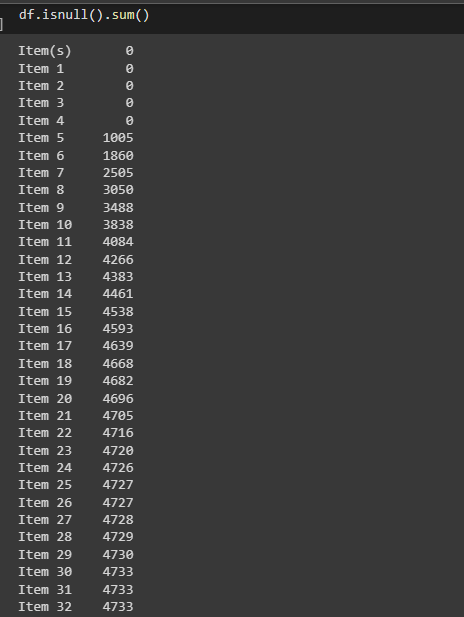 df.isnull().sum()
]
Item(s) 0
Item 1 0
Item 2 0
Item 3 0
Item 4 0
Item 5 1005
Item 6 1860
Item 7 2505
Item 8 3050
Item 9 3488
Item 10 3838
Item 11 4084
Item 12 4266
Item 13 4383
Item 14 4461
Item 15 4538
Item 16 4593
Item 17 4639
Item 18 4668
Item 19 4682
Item 20 4696
Item 21 4705
Item 22 4716
Item 23 4720
Item 24 4726
Item 25 4727
Item 26 4727
Item 27 4728
Item 28 4729
Item 29 4730
Item 30 4733
Item 31 4733
Item 32 4733